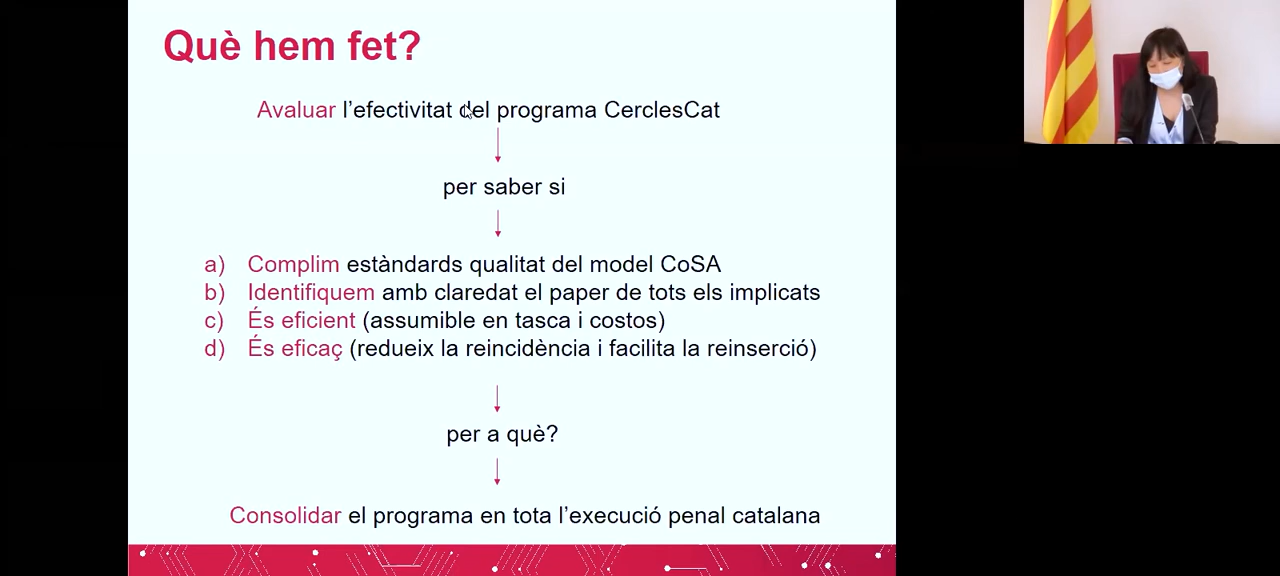 Què hem fet?
Avaluar l'efectivitat del programa CerclesCat
per saber si
a) Complim estàndards qualitat del model CoSA
b) Identifiquem amb claredat el paper de tots els implicats
c) És eficient (assumible en tasca i costos)
d) És eficaç (redueix la reincidència i facilita la reinserció)
per a què?
Consolidar el programa en tota l'execució penal catalana